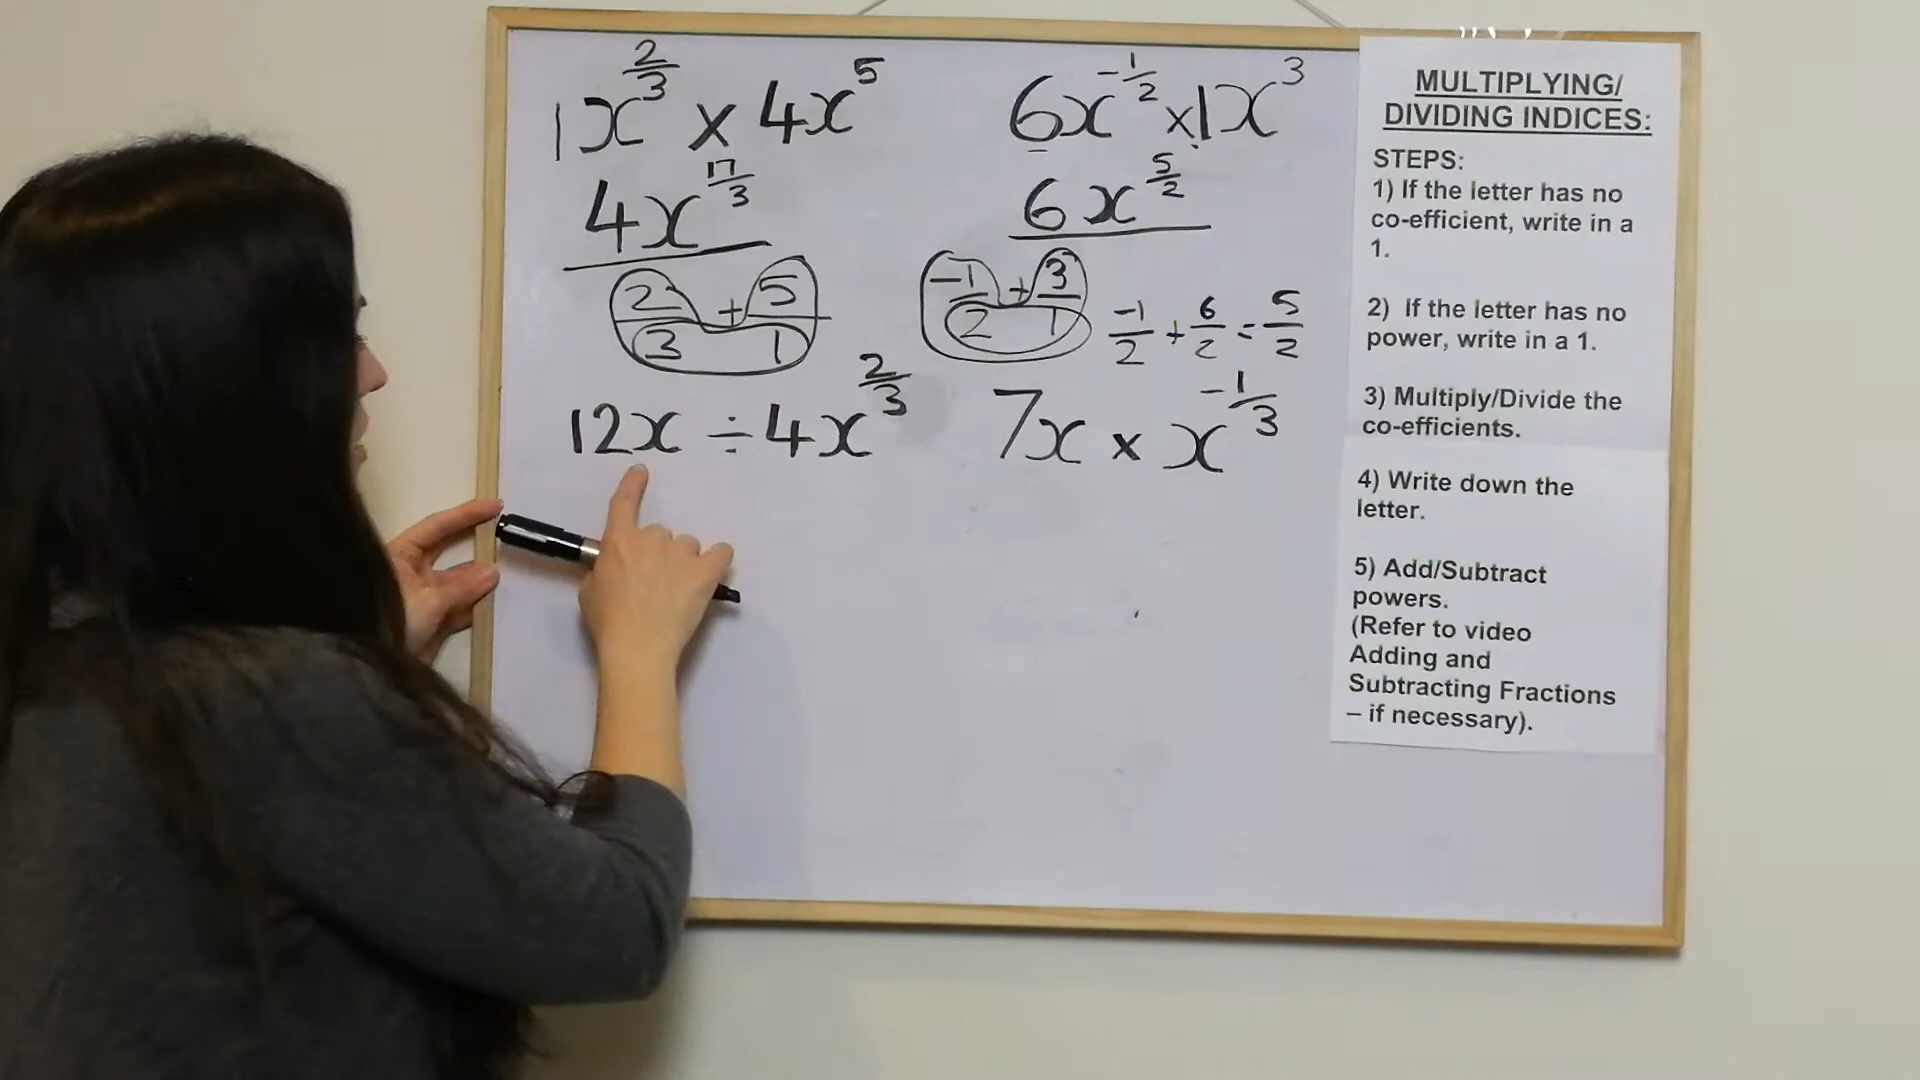 1x^(2/3) × 4x^5
4x^(17/3)
2/3 + 5/1
12x ÷ 4x^(2/3)
6x^(-1/2) × 1x^3
6x^(5/2)
-1/2 + 3/1
-1/2 + 6/2 = 5/2
7x × x^(-1/3)
MULTIPLYING/
DIVIDING INDICES:
STEPS:
1) If the letter has no
co-efficient, write in a
1.
2) If the letter has no
power, write in a 1.
3) Multiply/Divide the
co-efficients.
4) Write down the
letter.
5) Add/Subtract
powers.
(Refer to video
Adding and
Subtracting Fractions
– if necessary).